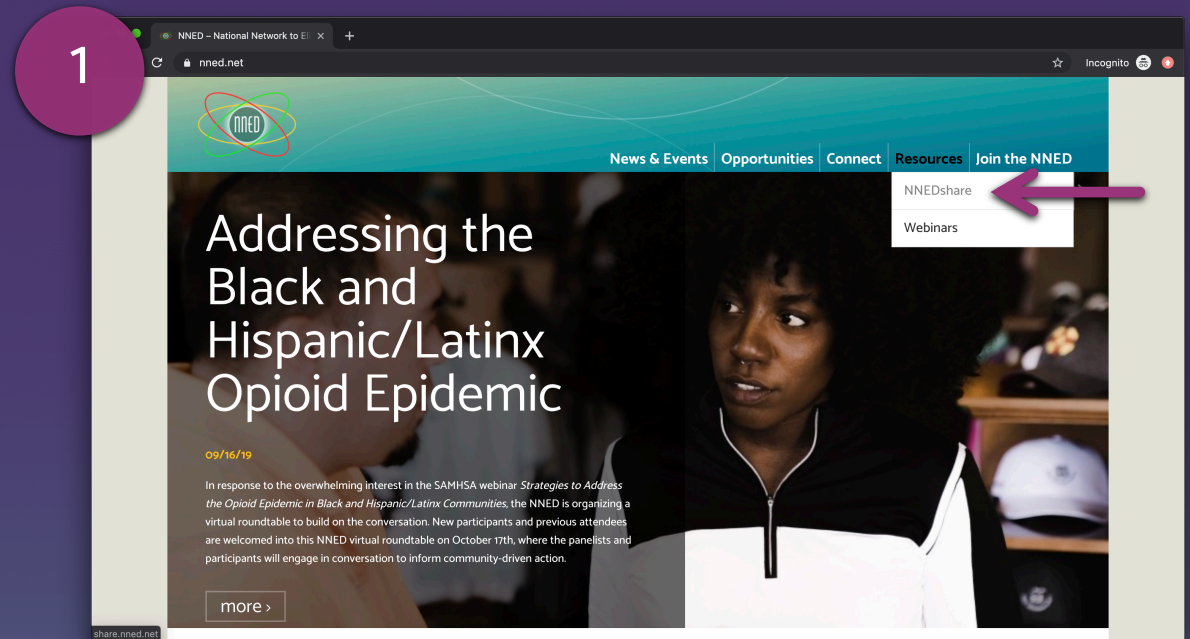 1
NNED – National Network to Eli
nned.net
Incognito
nned
News & Events Opportunities Connect Resources Join the NNED
NNEDshare
Webinars
Addressing the
Black and
Hispanic/Latinx
Opioid Epidemic
09/16/19
In response to the overwhelming interest in the SAMHSA webinar Strategies to Address
the Opioid Epidemic in Black and Hispanic/Latinx Communities, the NNED is organizing a
virtual roundtable to build on the conversation. New participants and previous attendees
are welcomed into this NNED virtual roundtable on October 17th, where the panelists and
participants will engage in conversation to inform community-driven action.
more ›
share.nned.net